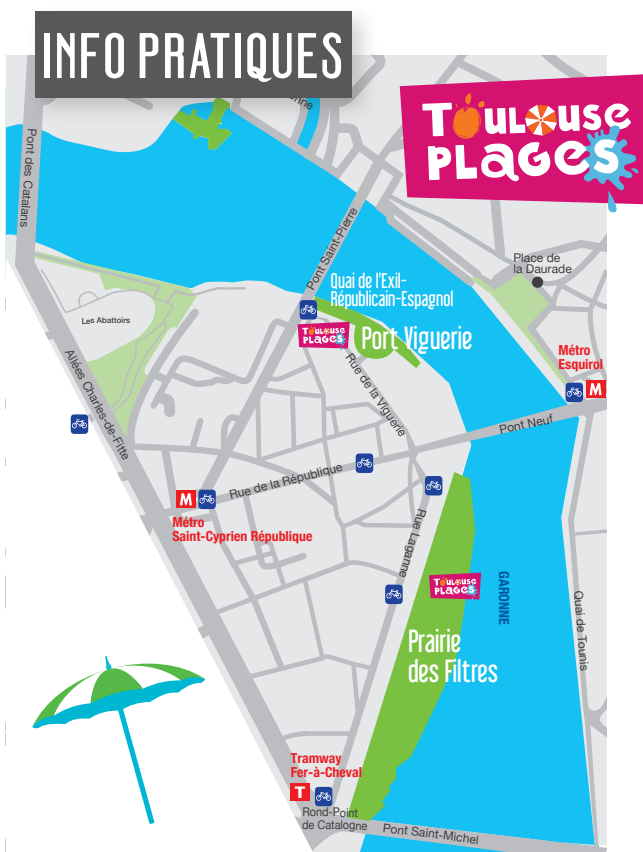 INFO PRATIQUES
TOULOUSE
PLAGES
Pont des Catalans
Pont Saint-Pierre
Place de
la Daurade
Quai de l'Exil-
Républicain-Espagnol
Les Abattoirs
TOULOUSE
PLAGES
Port Viguerie
Métro
Esquirol
M
Rue de la Viguerie
Allées Charles-de-Fitte
Pont Neuf
Rue de la République
M
Métro
Saint-Cyprien République
Rue Laganne
TOULOUSE
PLAGES
GARONNE
Quai de Tounis
Prairie
des Filtres
Tramway
Fer-à-Cheval
T
Rond-Point
de Catalogne
Pont Saint-Michel